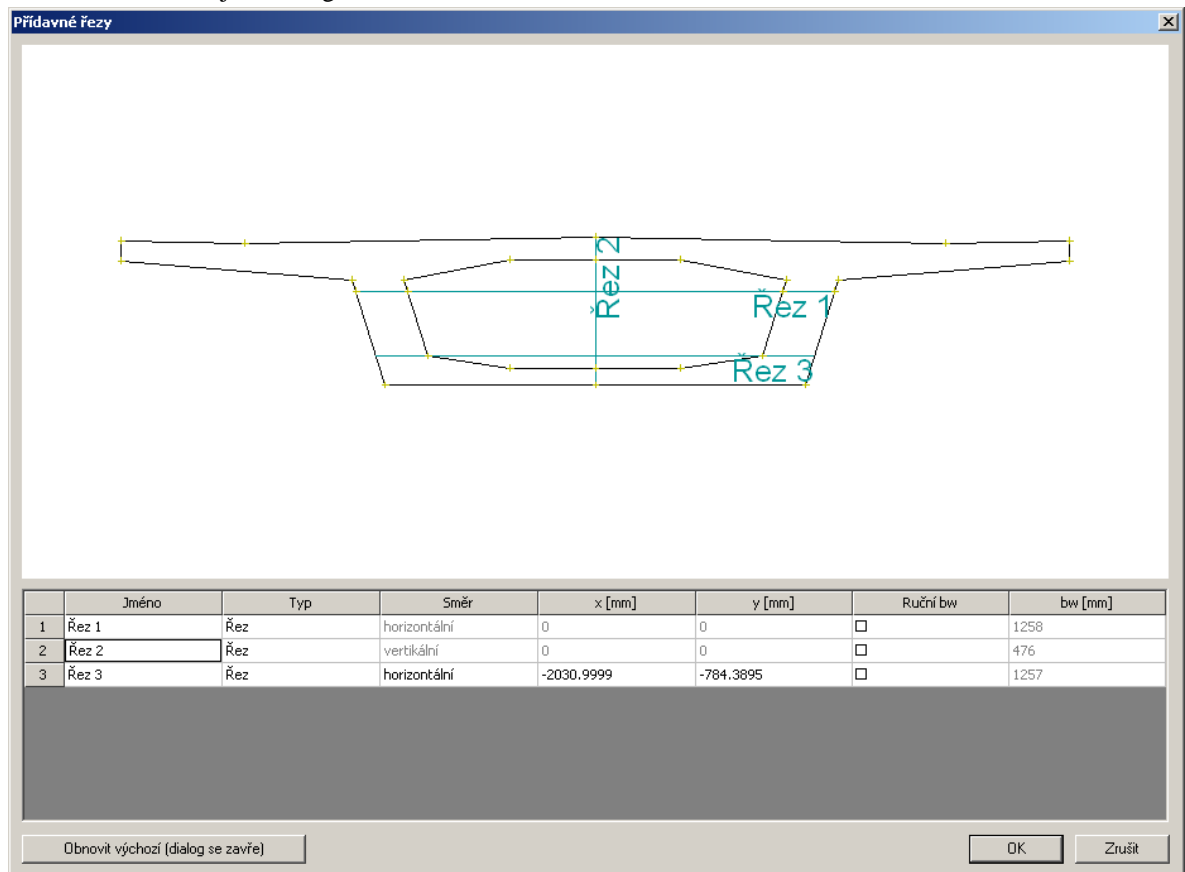 Přídavné řezy
Řez 2
Řez 1
Řez 3
Jméno Typ Směr x [mm] y [mm] Ruční bw bw [mm]
1 Řez 1 Řez horizontální 0 0 1258
2 Řez 2 Řez vertikální 0 0 476
3 Řez 3 Řez horizontální -2030.9999 -784.3895 1257
Obnovit výchozí (dialog se zavře) OK Zrušit